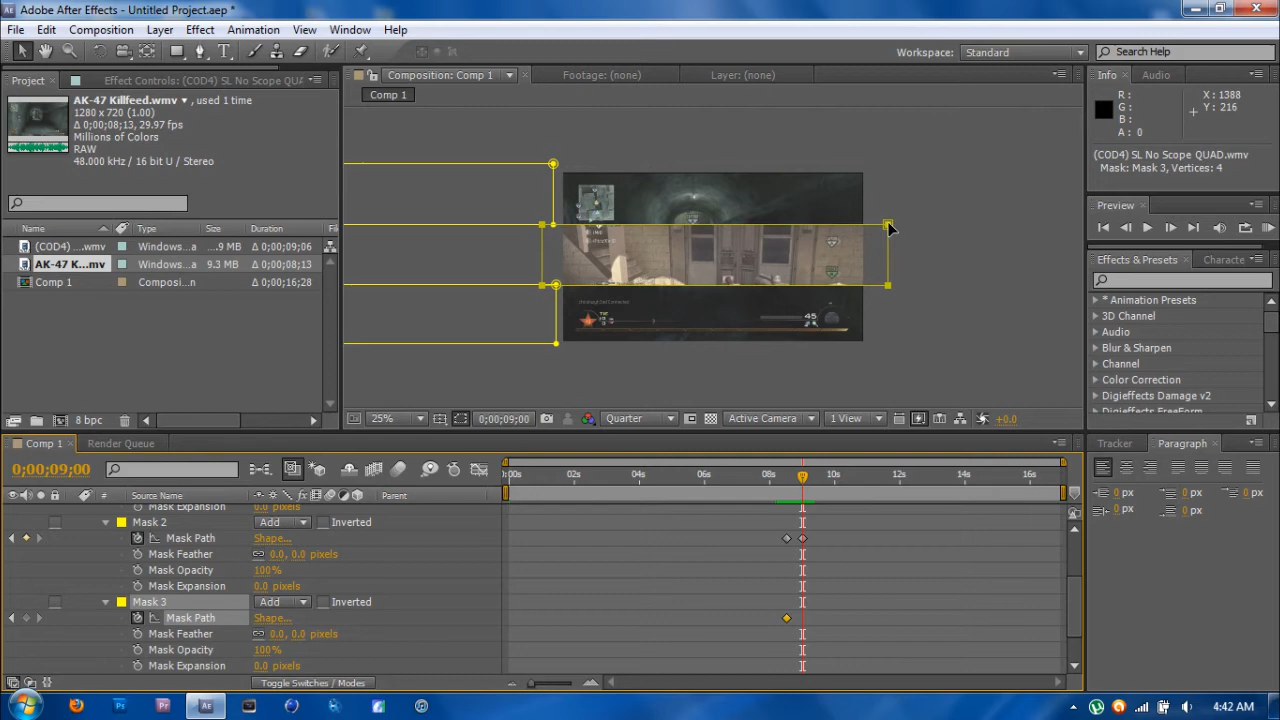 Adobe After Effects - Untitled Project.aep *
File Edit Composition Layer Effect Animation View Window Help
Workspace: Standard Search Help
Project Effect Controls: (COD4) SL No Scope QUAD
Composition: Comp 1 Footage: (none) Layer: (none)
Info Audio
Comp 1
AK-47 Killfeed.wmv , used 1 time
1280 x 720 (1.00)
Δ 0;00;08;13, 29.97 fps
Millions of Colors
RAW
48.000 kHz / 16 bit U / Stereo
R :
G :
B :
A : 0
X : 1388
Y : 216
(COD4) SL No Scope QUAD.wmv
Mask: Mask 3, Vertices: 4
Preview
Name Type Size Duration
(COD4) ....wmv Windows...a ...9 MB Δ 0;00;09;06
AK-47 K...mv Windows...a 9.3 MB Δ 0;00;08;13
Comp 1 Composi...n Δ 0;00;16;28
45
Effects & Presets Characte
* Animation Presets
3D Channel
Audio
Blur & Sharpen
Channel
Color Correction
Digieffects Damage v2
Digieffects FreeForm
8 bpc
25% 0;00;09;00 Quarter Active Camera 1 View +0.0
Comp 1 Render Queue
Tracker Paragraph
0;00;09;00
:00s 02s 04s 06s 08s 10s 12s 14s 16s
# Source Name Parent
Mask Expansion 0.0 pixels
Mask 2 Add Inverted
Mask Path Shape...
Mask Feather 0.0, 0.0 pixels
Mask Opacity 100%
Mask Expansion 0.0 pixels
Mask 3 Add Inverted
Mask Path Shape...
Mask Feather 0.0, 0.0 pixels
Mask Opacity 100%
Mask Expansion 0.0 pixels
Toggle Switches / Modes
0 px 0 px 0 px
0 px 0 px
4:42 AM